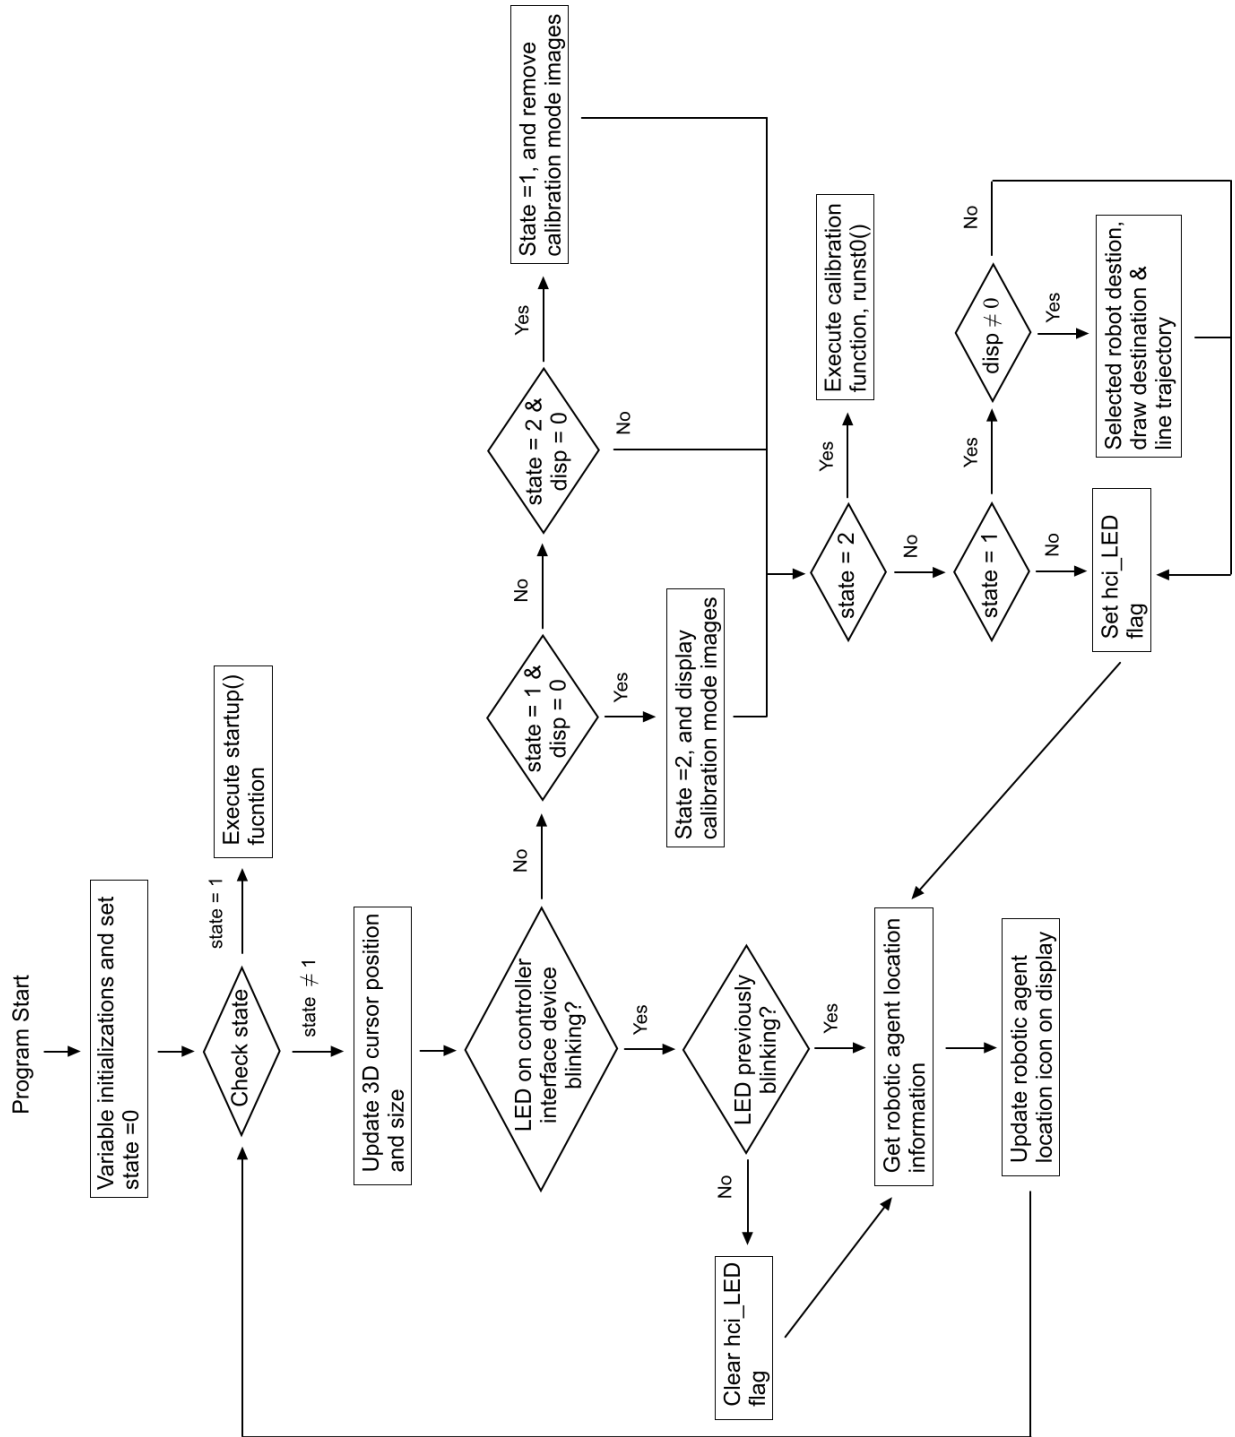 Program Start
Variable initializations and set
state =0
Check state
state = 1
Execute startup()
fucntion
state ≠ 1
Update 3D cursor position
and size
LED on controller
interface device
blinking?
No
state = 1 &
disp = 0
No
state = 2 &
disp = 0
Yes
State =1, and remove
calibration mode images
Yes
State =2, and display
calibration mode images
No
Yes
LED previously
blinking?
No
Clear hci_LED
flag
Yes
state = 2
Yes
Execute calibration
function, runst0()
No
state = 1
Yes
disp ≠ 0
No
Yes
Selected robot destion,
draw destination &
line trajectory
No
Set hci_LED
flag
Get robotic agent location
information
Update robotic agent
location icon on display